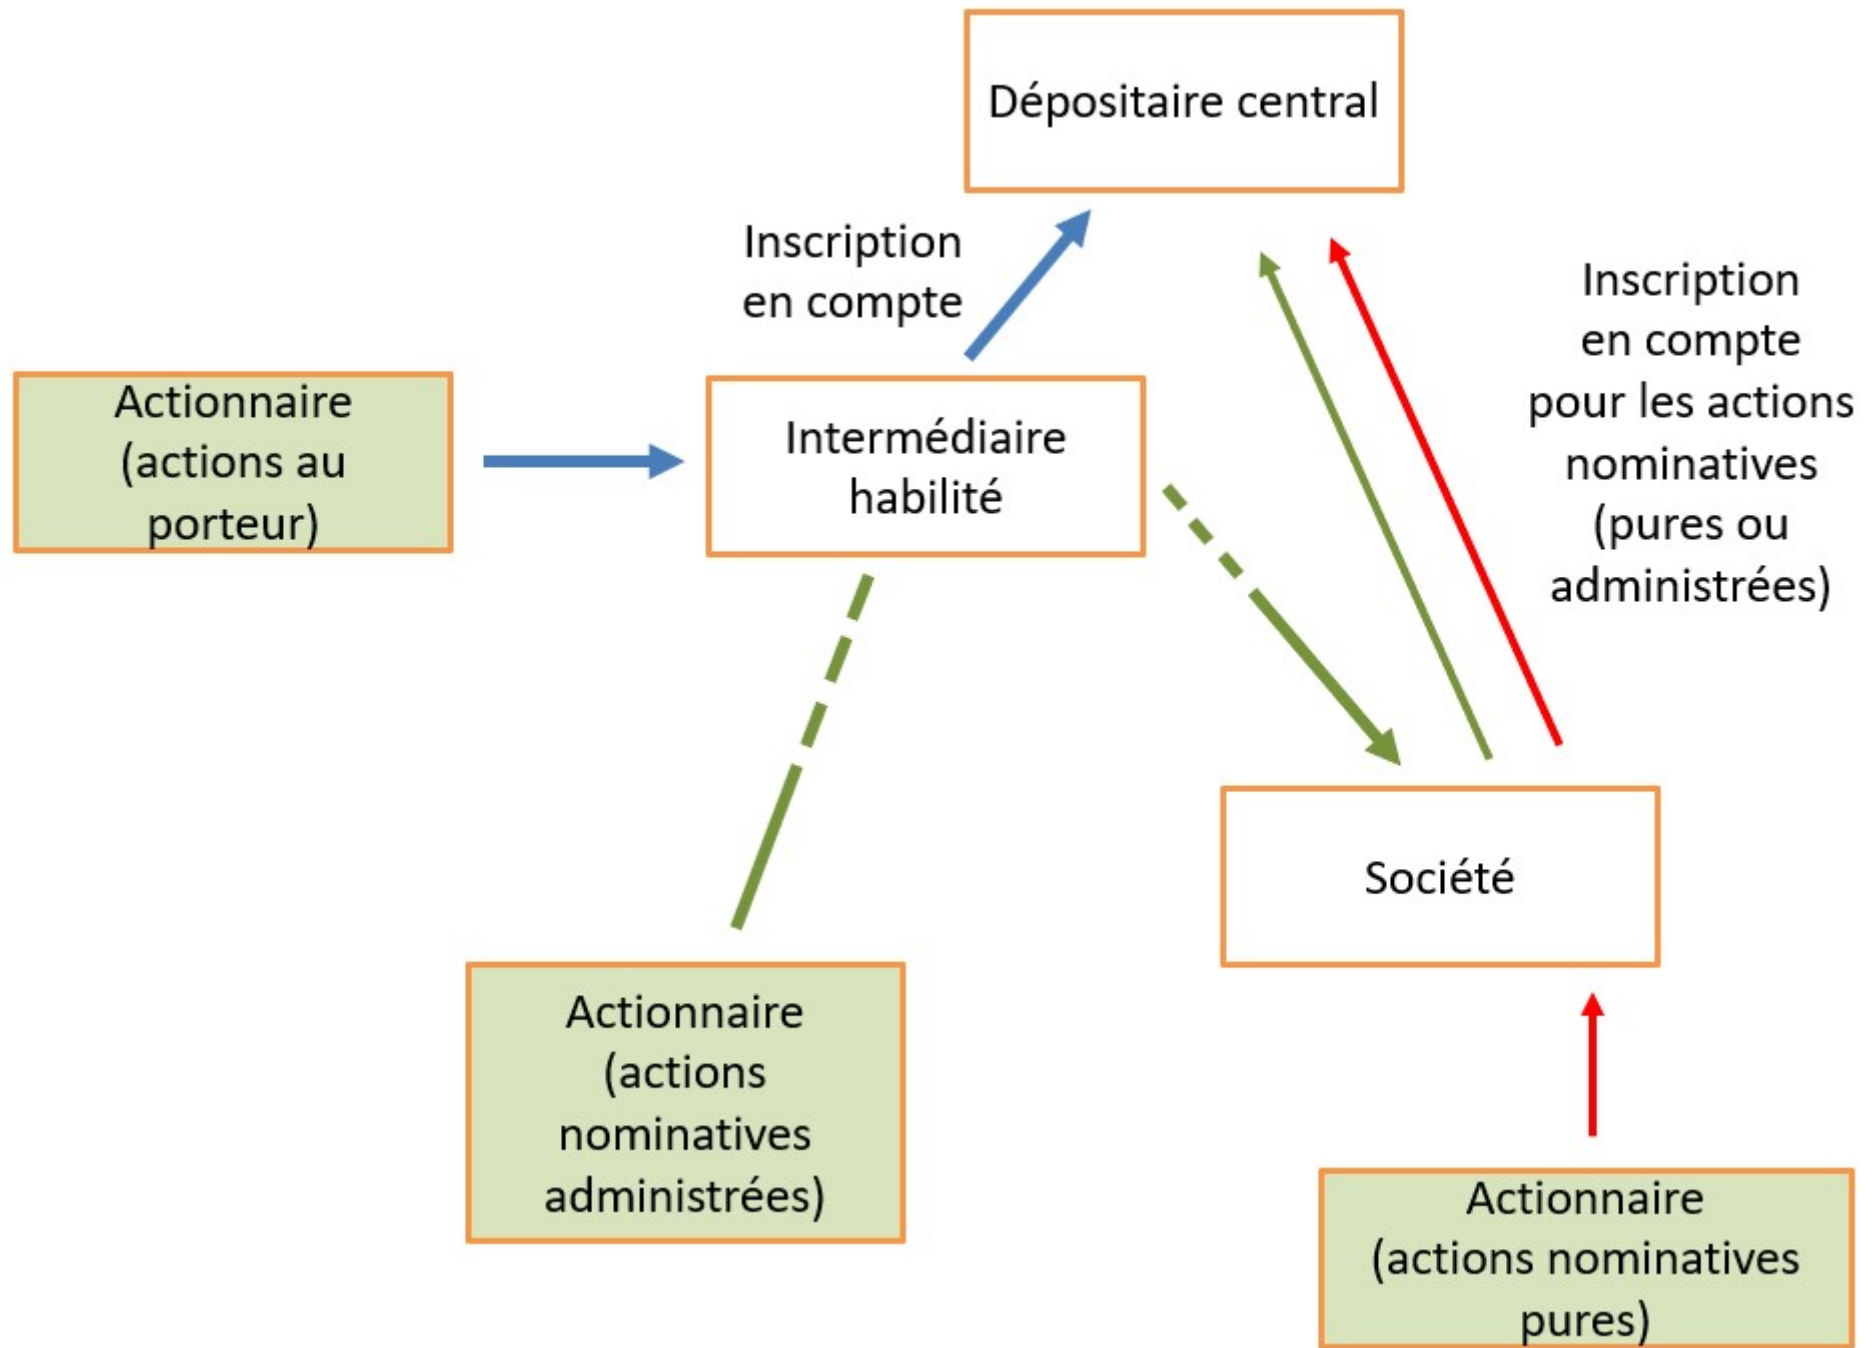 Dépositaire central
Inscription
en compte
Inscription
en compte
pour les actions
nominatives
(pures ou
administrées)
Actionnaire
(actions au
porteur)
Intermédiaire
habilité
Société
Actionnaire
(actions
nominatives
administrées)
Actionnaire
(actions nominatives
pures)